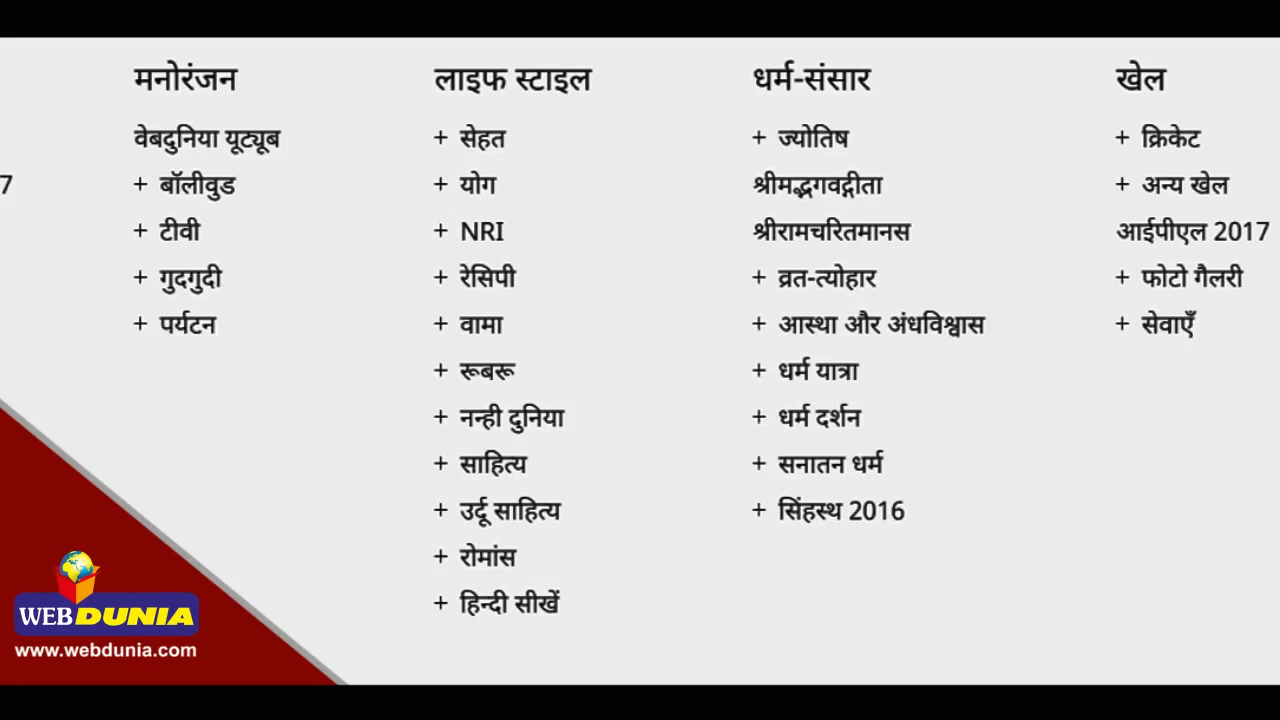 मनोरंजन
वेबदुनिया यूट्यूब
+ बॉलीवुड
+ टीवी
+ गुदगुदी
+ पर्यटन
लाइफ स्टाइल
+ सेहत
+ योग
+ NRI
+ रेसिपी
+ वामा
+ रूबरू
+ नन्ही दुनिया
+ साहित्य
+ उर्दू साहित्य
+ रोमांस
+ हिन्दी सीखें
धर्म-संसार
+ ज्योतिष
श्रीमद्भगवद्गीता
श्रीरामचरितमानस
+ व्रत-त्योहार
+ आस्था और अंधविश्वास
+ धर्म यात्रा
+ धर्म दर्शन
+ सनातन धर्म
+ सिंहस्थ 2016
खेल
+ क्रिकेट
+ अन्य खेल
आईपीएल 2017
+ फोटो गैलरी
+ सेवाएँ
7
WEBDUNIA
www.webdunia.com